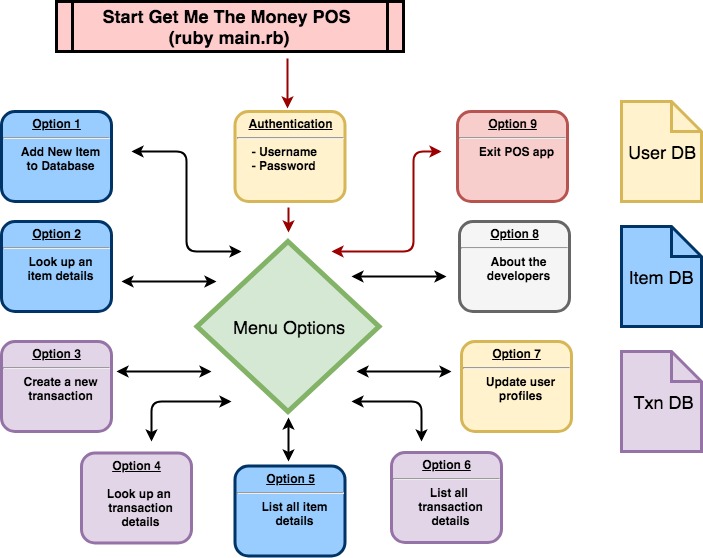 Start Get Me The Money POS
(ruby main.rb)
Option 1
Add New Item
to Database
Authentication
- Username
- Password
Option 9
Exit POS app
User DB
Option 2
Look up an
item details
Option 8
About the
developers
Item DB
Menu Options
Option 3
Create a new
transaction
Option 7
Update user
profiles
Txn DB
Option 4
Look up an
transaction
details
Option 5
List all item
details
Option 6
List all
transaction
details